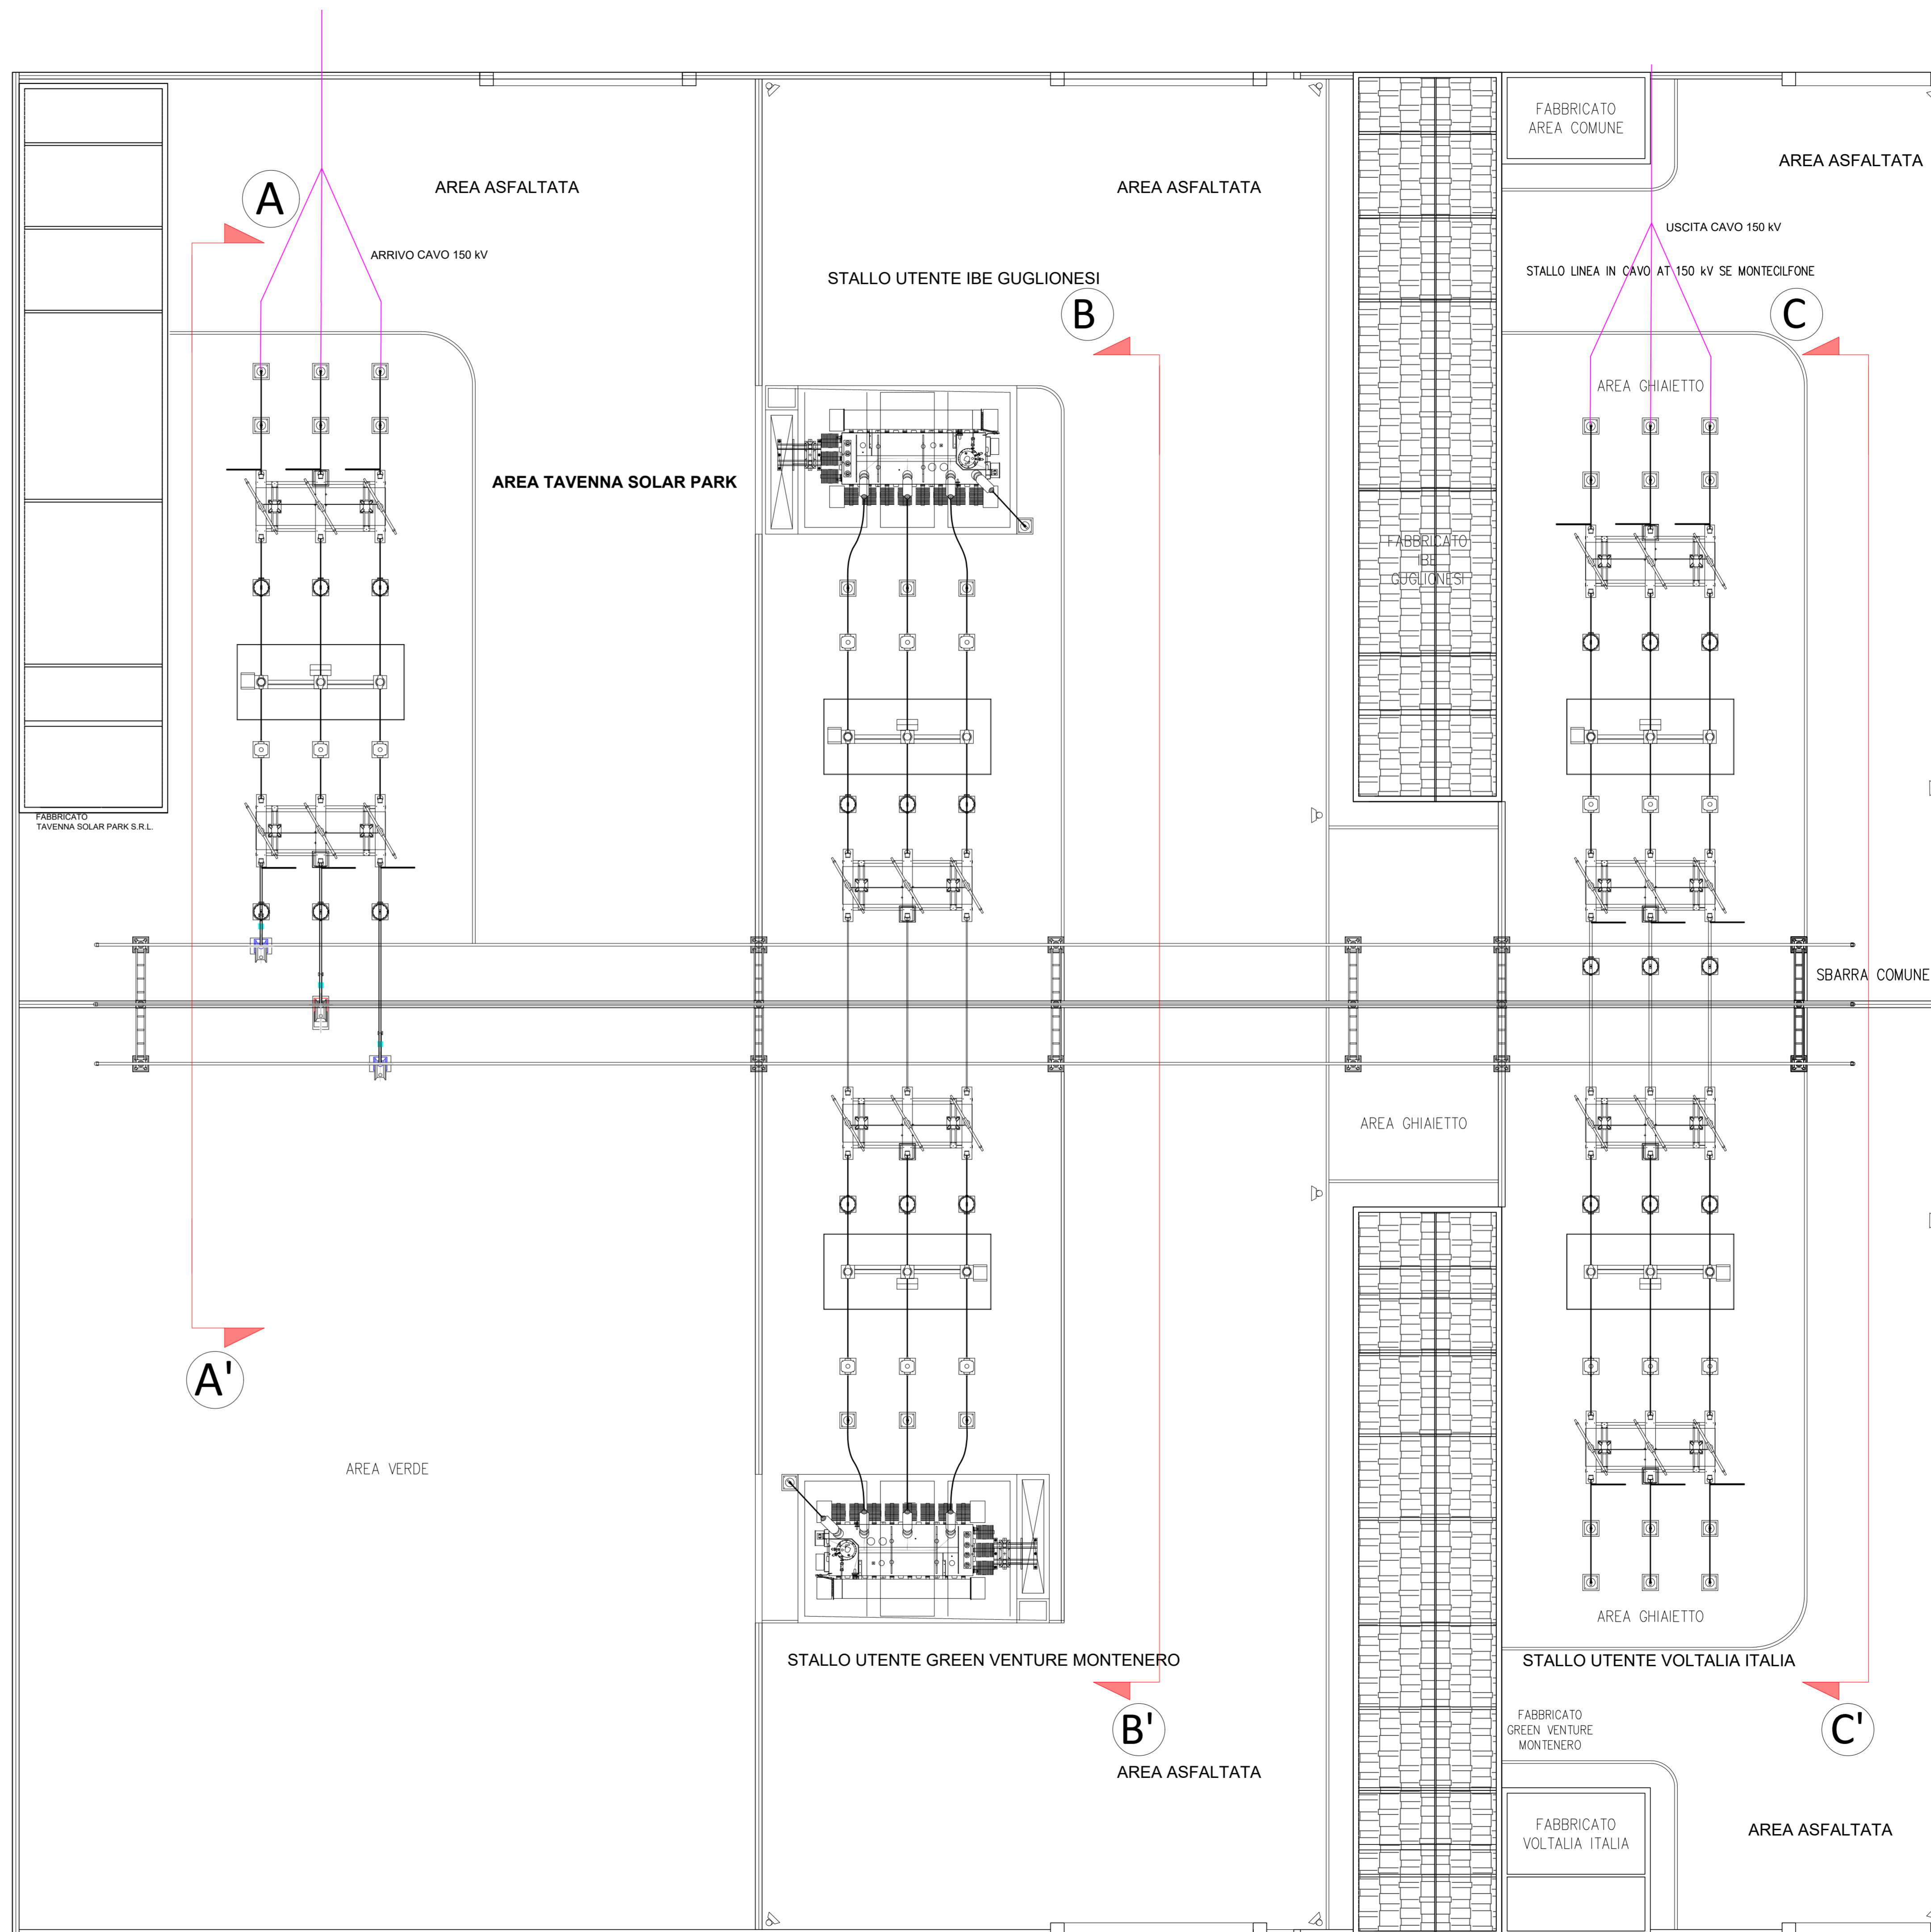 FABBRICATO
AREA COMUNE
AREA ASFALTATA
A
AREA ASFALTATA
AREA ASFALTATA
ARRIVO CAVO 150 kV
USCITA CAVO 150 kV
STALLO UTENTE IBE GUGLIONESI
STALLO LINEA IN CAVO AT 150 kV SE MONTECILFONE
B
C
AREA GHIAIETTO
AREA TAVENNA SOLAR PARK
FABBRICATO
IBE
GUGLIONESI
FABBRICATO
TAVENNA SOLAR PARK S.R.L.
SBARRA COMUNE
AREA GHIAIETTO
A'
AREA VERDE
AREA GHIAIETTO
STALLO UTENTE GREEN VENTURE MONTENERO
STALLO UTENTE VOLTALIA ITALIA
B'
FABBRICATO
GREEN VENTURE
MONTENERO
C'
AREA ASFALTATA
FABBRICATO
VOLTALIA ITALIA
AREA ASFALTATA